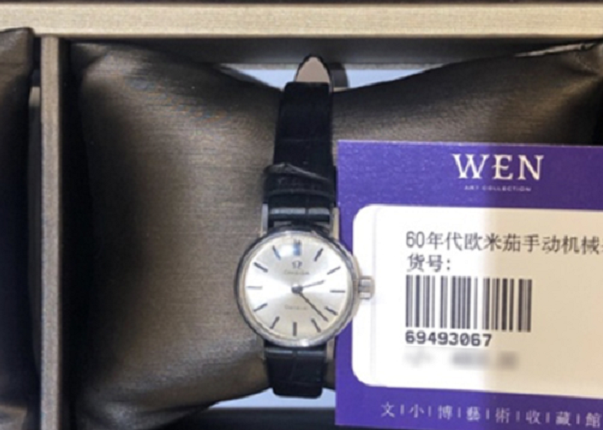 WEN
ART COLLECTION
60年代欧米茄手动机械
货号:
69493067
文小博藝術收藏館
Ω
OMEGA